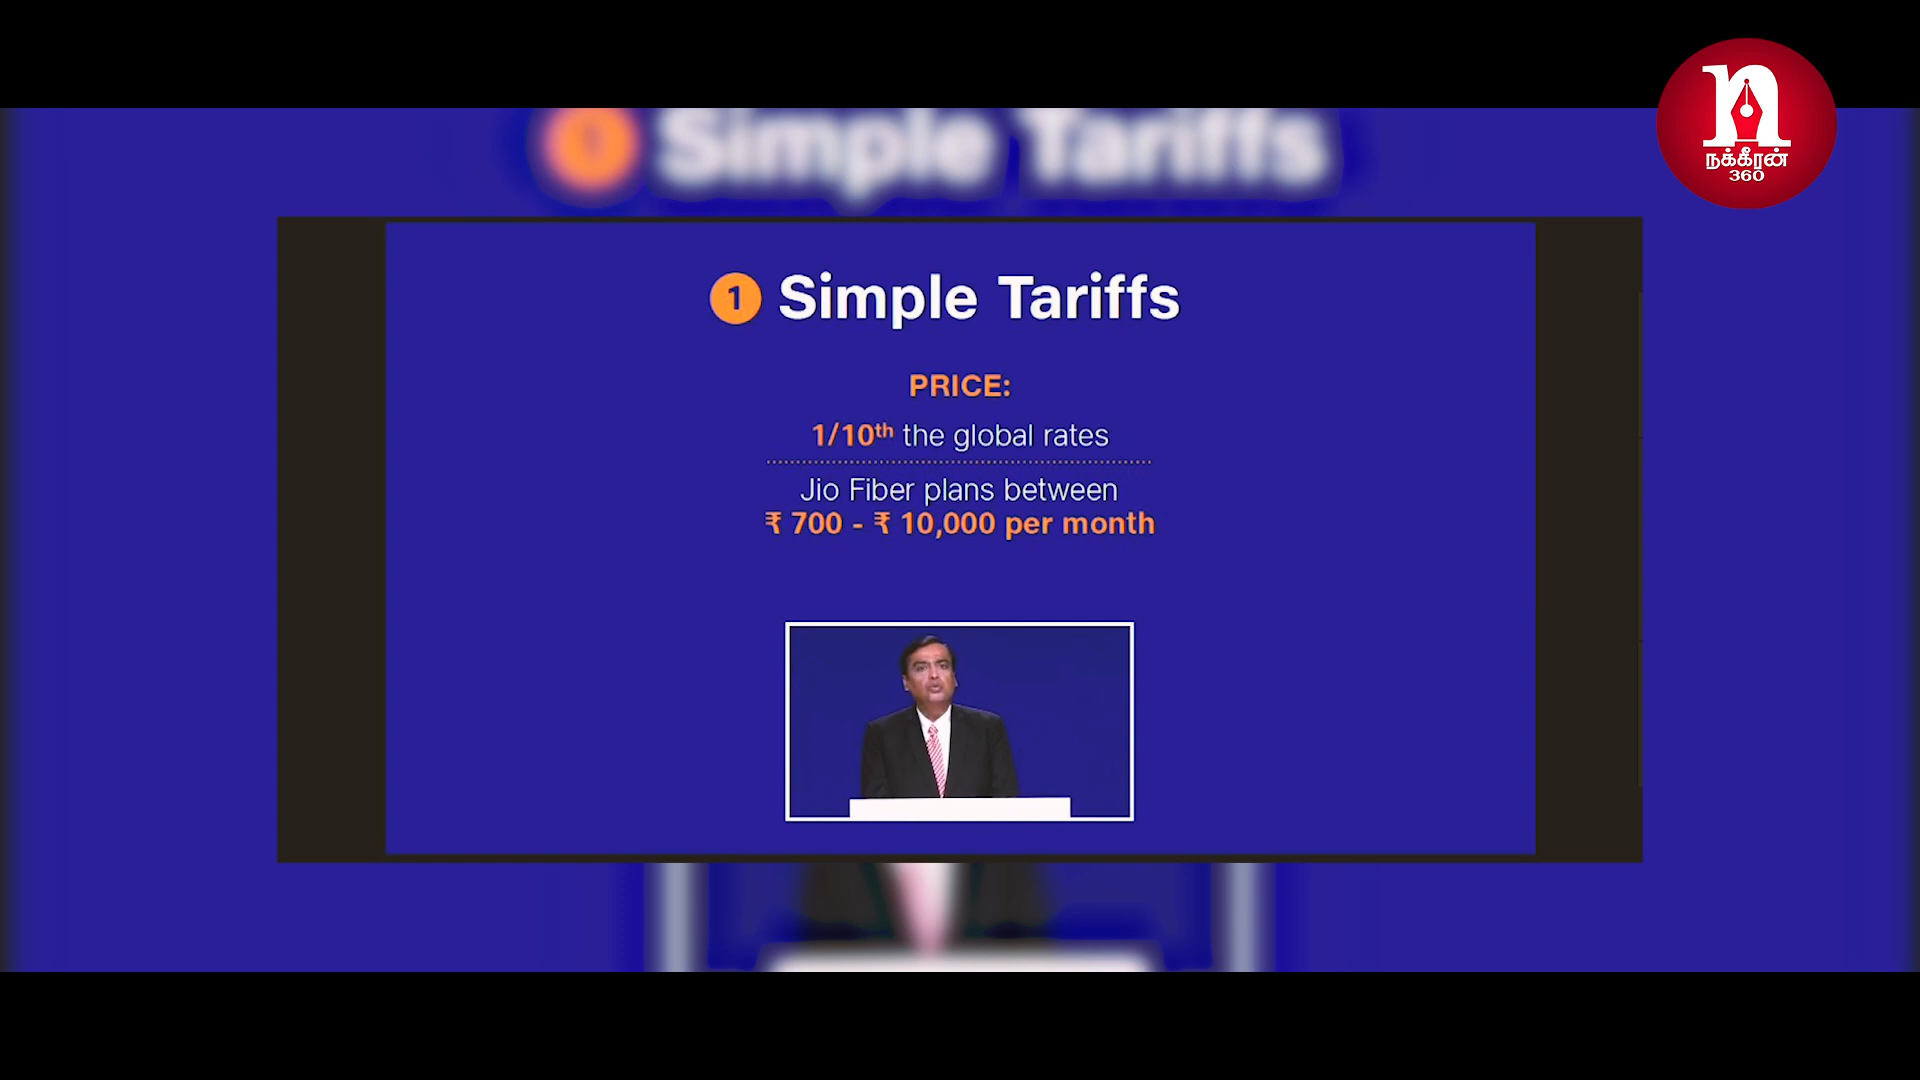 Simple Tariffs
n
நக்கீரன்
360
1 Simple Tariffs
PRICE:
1/10th the global rates
Jio Fiber plans between
₹ 700 - ₹ 10,000 per month